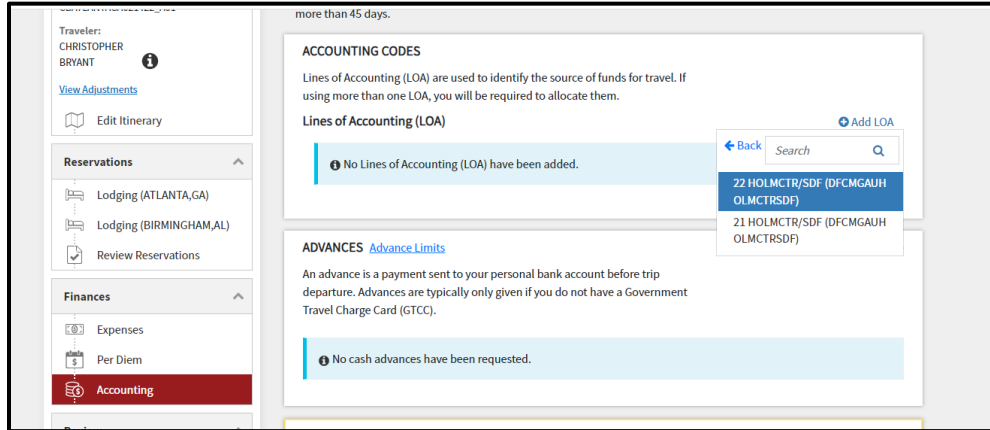 more than 45 days.
Traveler:
CHRISTOPHER
BRYANT
View Adjustments
Edit Itinerary
Reservations
Lodging (ATLANTA,GA)
Lodging (BIRMINGHAM,AL)
Review Reservations
Finances
Expenses
Per Diem
Accounting
ACCOUNTING CODES
Lines of Accounting (LOA) are used to identify the source of funds for travel. If
using more than one LOA, you will be required to allocate them.
Lines of Accounting (LOA)
Add LOA
No Lines of Accounting (LOA) have been added.
Back
Search
22 HOLMCTR/SDF (DFCMGAUH
OLMCTRSDF)
21 HOLMCTR/SDF (DFCMGAUH
OLMCTRSDF)
ADVANCES Advance Limits
An advance is a payment sent to your personal bank account before trip
departure. Advances are typically only given if you do not have a Government
Travel Charge Card (GTCC).
No cash advances have been requested.